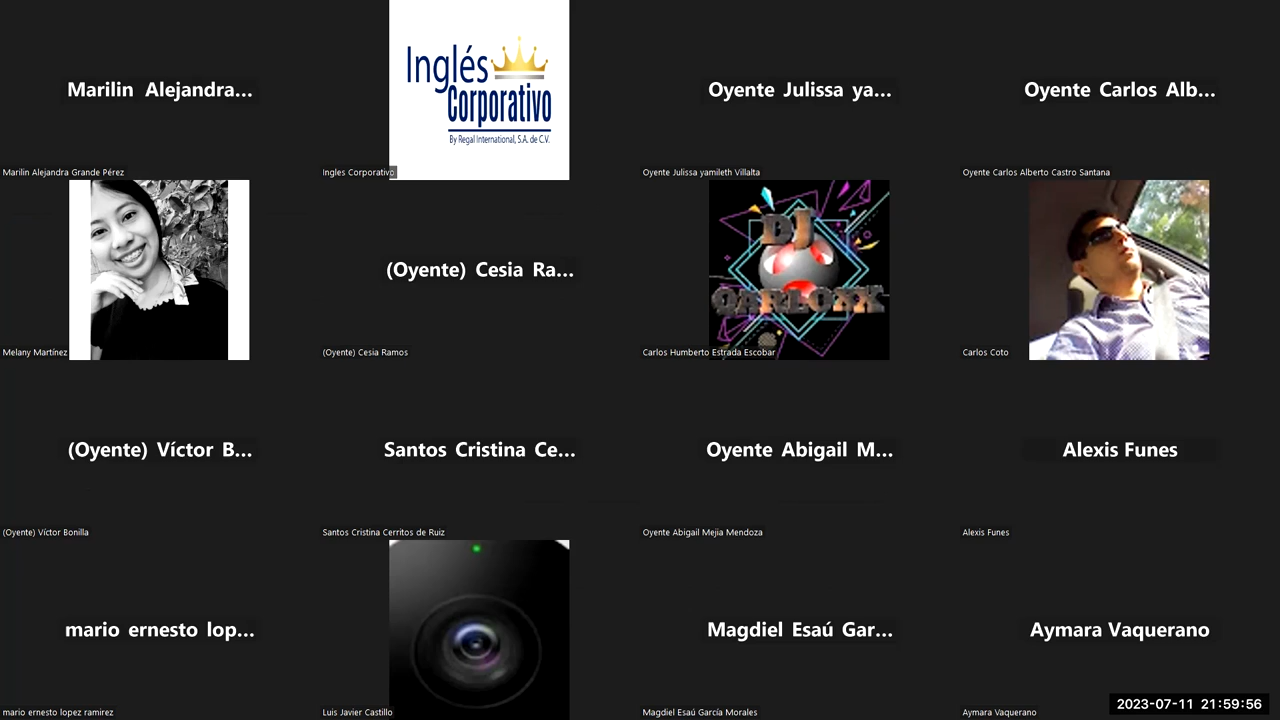 Marilin Alejandra...
Marilin Alejandra Grande Pérez
Inglés
Corporativo
By Regal International, S.A. de C.V.
Ingles Corporativo
Oyente Julissa ya...
Oyente Julissa yamileth Villalta
Oyente Carlos Alb...
Oyente Carlos Alberto Castro Santana
Melany Martínez
(Oyente) Cesia Ra...
(Oyente) Cesia Ramos
DJ
QARLOXX
Carlos Humberto Estrada Escobar
Carlos Coto
(Oyente) Víctor B...
(Oyente) Víctor Bonilla
Santos Cristina Ce...
Santos Cristina Cerritos de Ruiz
Oyente Abigail M...
Oyente Abigail Mejia Mendoza
Alexis Funes
Alexis Funes
mario ernesto lop...
mario ernesto lopez ramirez
Luis Javier Castillo
Magdiel Esaú Gar...
Magdiel Esaú García Morales
Aymara Vaquerano
Aymara Vaquerano
2023-07-11 21:59:56